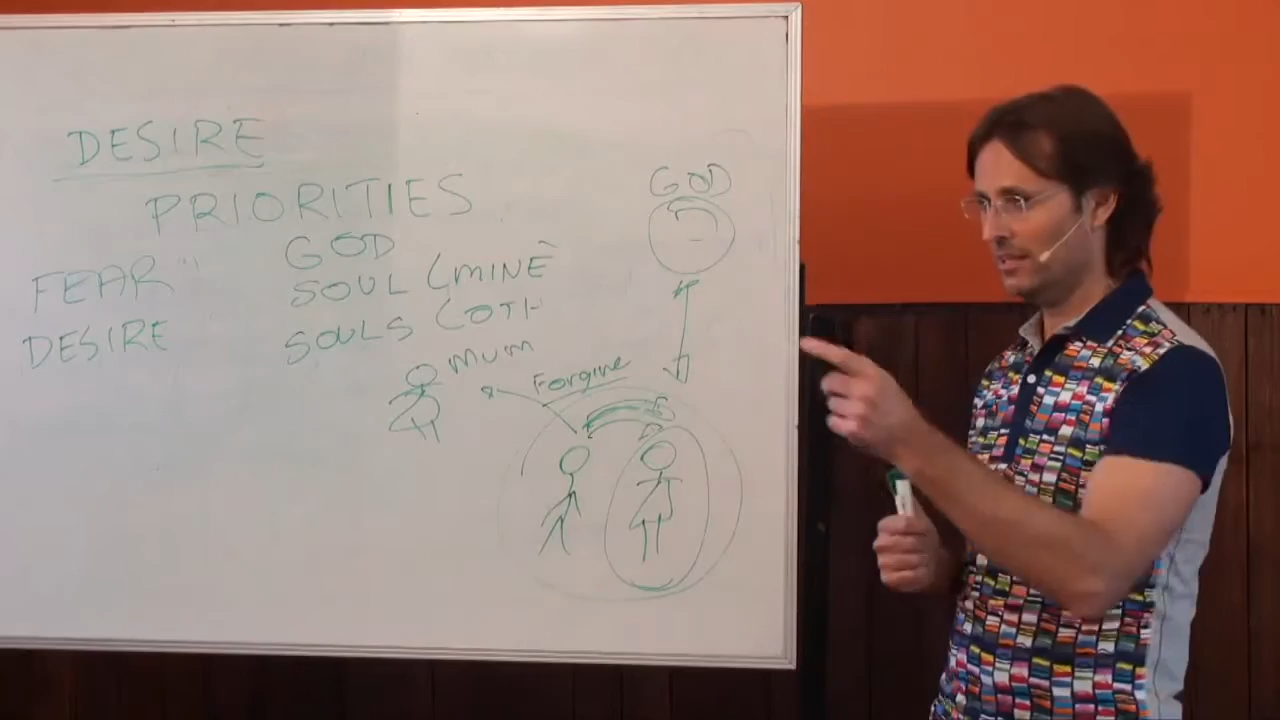 DESIRE
PRIORITIES
GOD
FEAR
SOUL (MINE
DESIRE
SOULS (OTH
MUM
Forgive
GOD